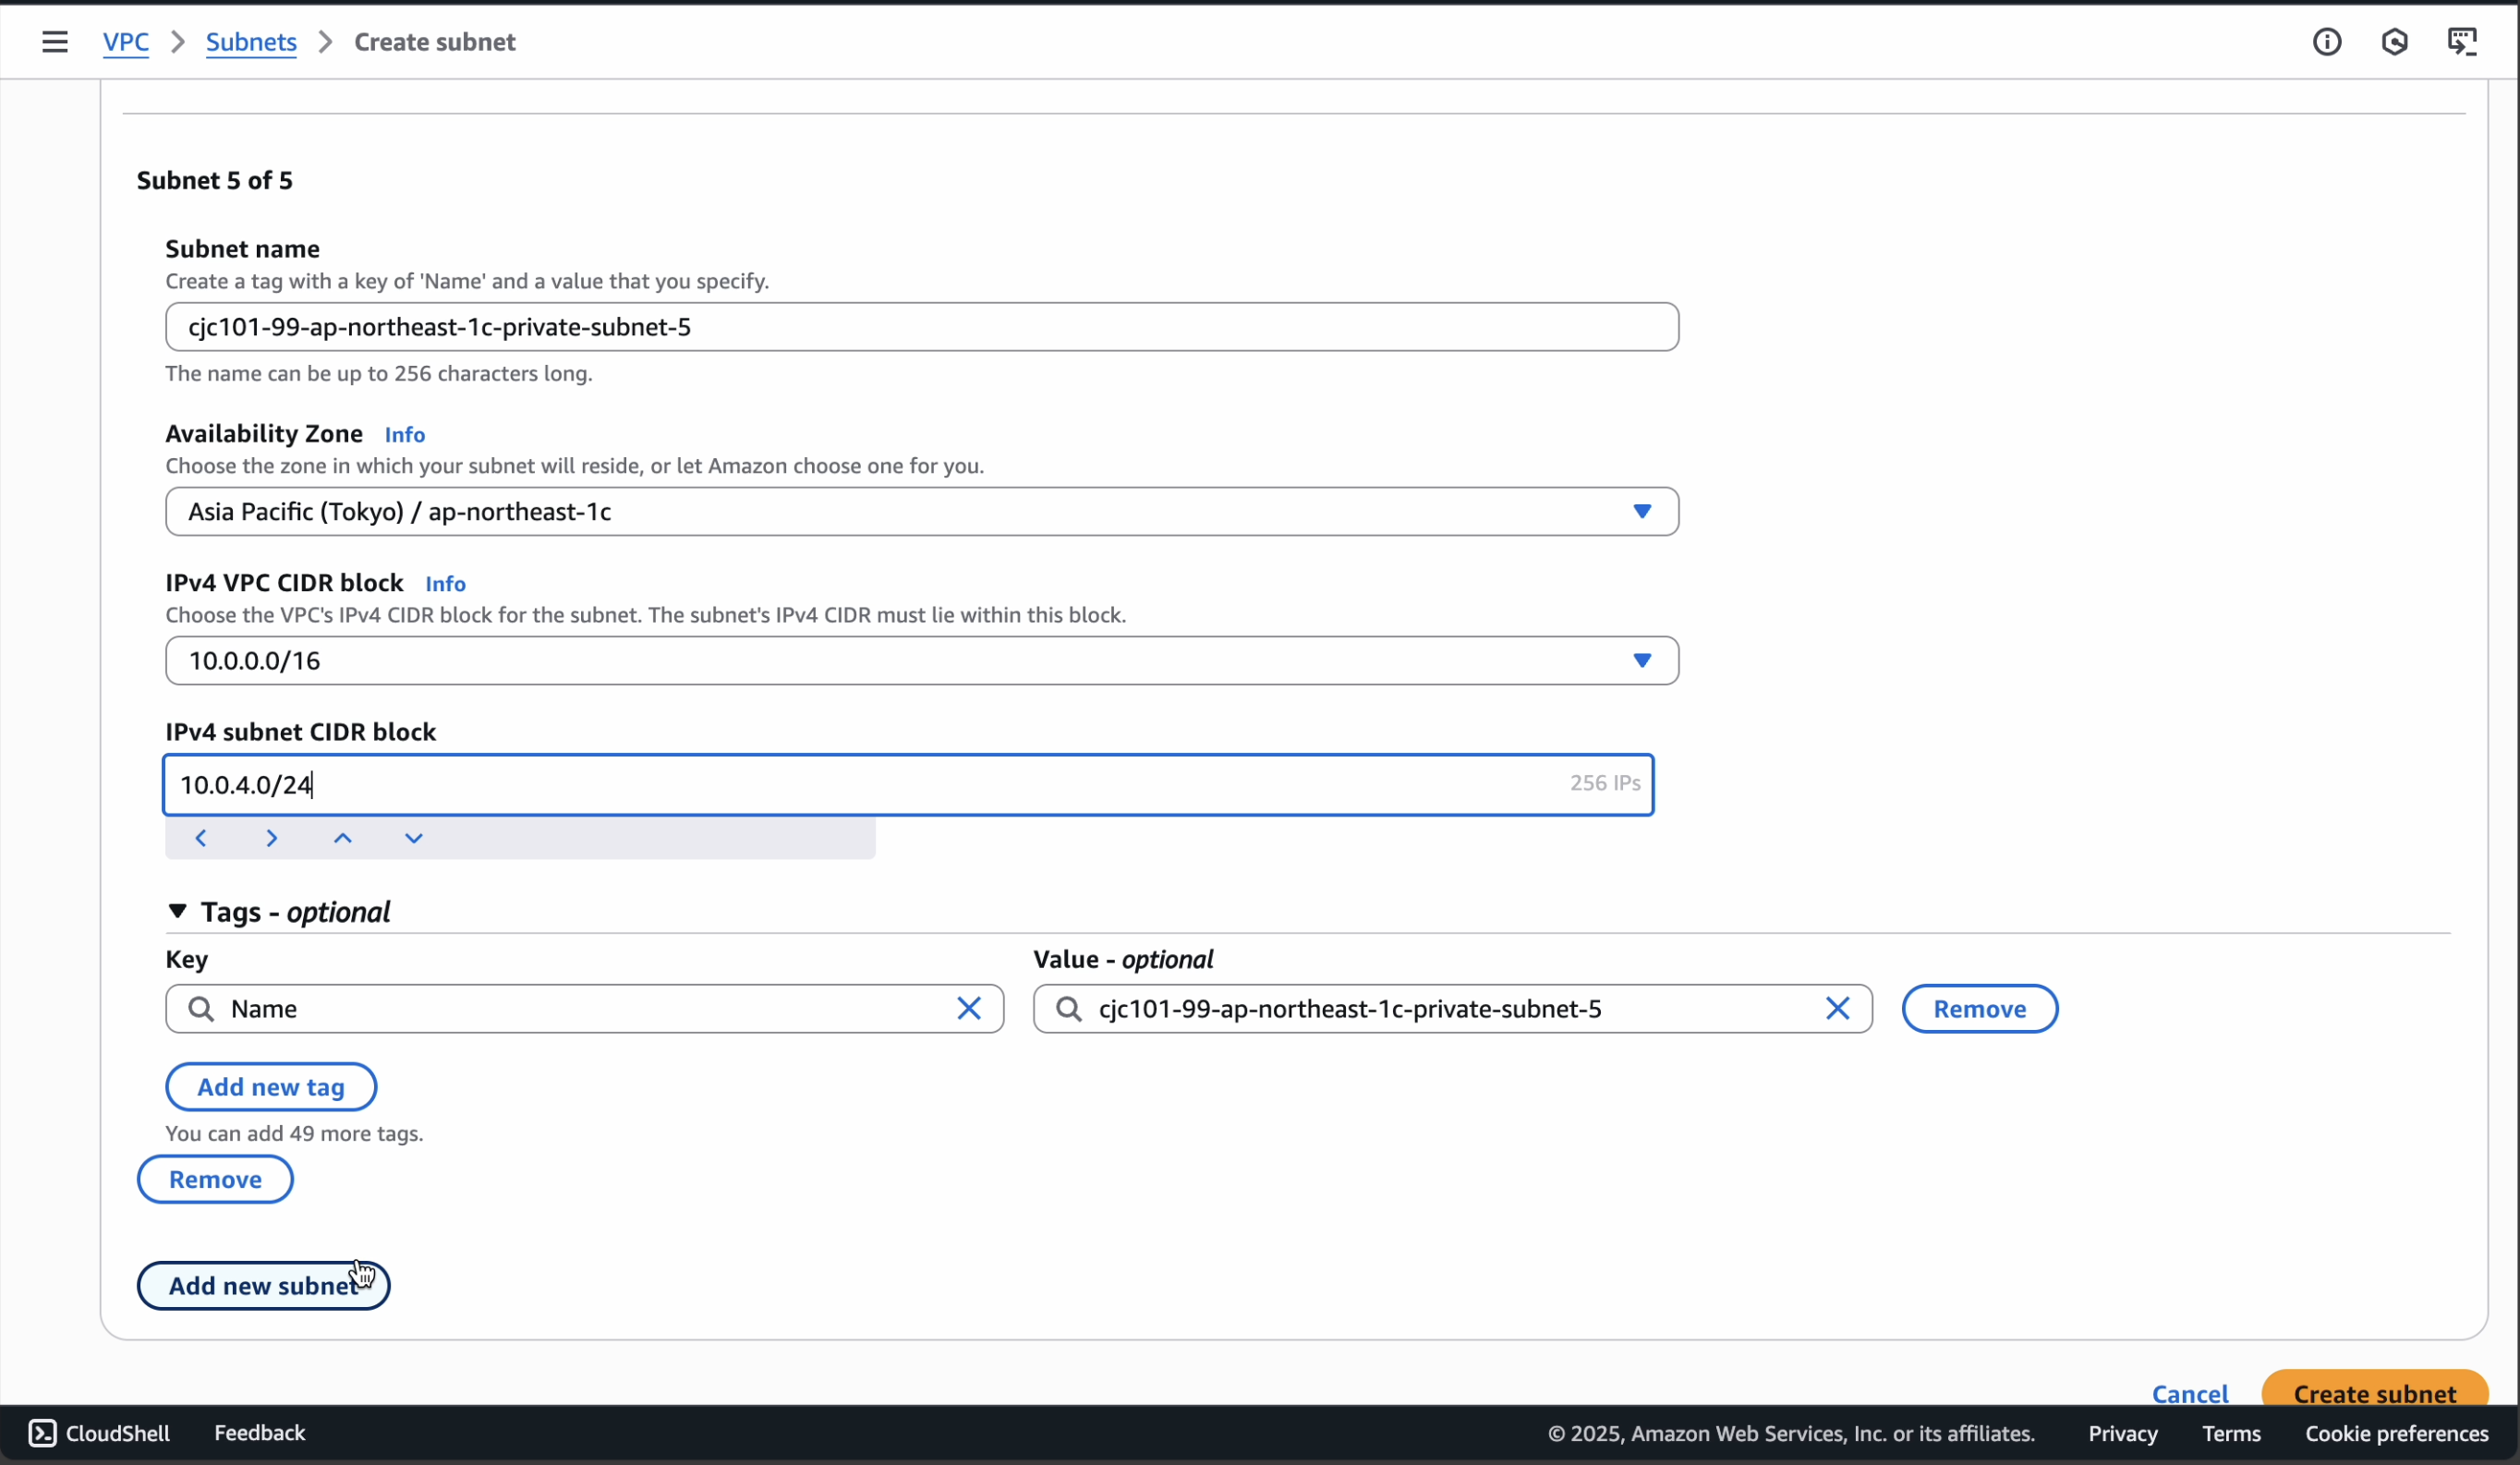 VPC > Subnets > Create subnet
Subnet 5 of 5
Subnet name
Create a tag with a key of 'Name' and a value that you specify.
cjc101-99-ap-northeast-1c-private-subnet-5
The name can be up to 256 characters long.
Availability Zone Info
Choose the zone in which your subnet will reside, or let Amazon choose one for you.
Asia Pacific (Tokyo) / ap-northeast-1c
IPv4 VPC CIDR block Info
Choose the VPC's IPv4 CIDR block for the subnet. The subnet's IPv4 CIDR must lie within this block.
10.0.0.0/16
IPv4 subnet CIDR block
10.0.4.0/24 256 IPs
Tags - optional
Key Value - optional
Name cjc101-99-ap-northeast-1c-private-subnet-5 Remove
Add new tag
You can add 49 more tags.
Remove
Add new subnet
Cancel Create subnet
CloudShell Feedback © 2025, Amazon Web Services, Inc. or its affiliates. Privacy Terms Cookie preferences